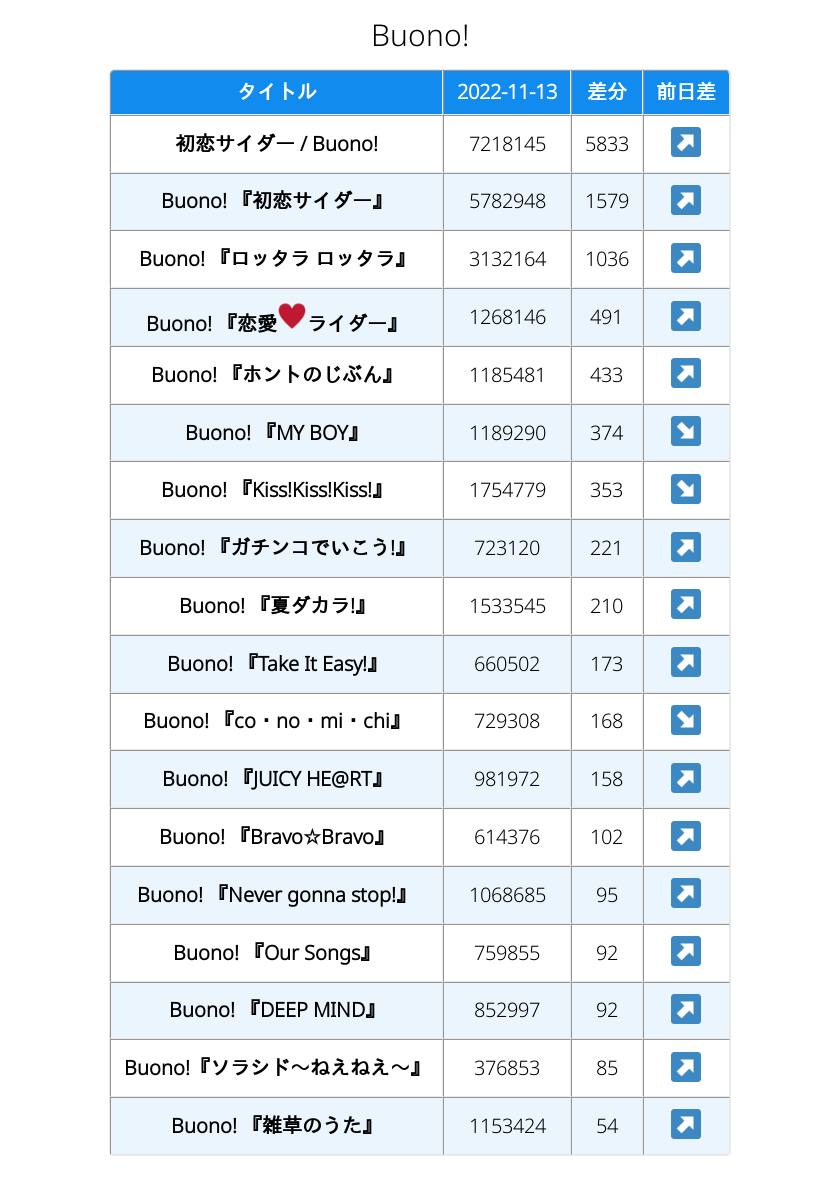 Buono!
タイトル 2022-11-13 差分 前日差
初恋サイダー / Buono! 7218145 5833 ↗
Buono! 『初恋サイダー』 5782948 1579 ↗
Buono! 『ロッタラ ロッタラ』 3132164 1036 ↗
Buono! 『恋愛♥ライダー』 1268146 491 ↗
Buono! 『ホントのじぶん』 1185481 433 ↗
Buono! 『MY BOY』 1189290 374 ↘
Buono! 『Kiss!Kiss!Kiss!』 1754779 353 ↘
Buono! 『ガチンコでいこう!』 723120 221 ↗
Buono! 『夏ダカラ!』 1533545 210 ↗
Buono! 『Take It Easy!』 660502 173 ↗
Buono! 『co・no・mi・chi』 729308 168 ↘
Buono! 『JUICY HE@RT』 981972 158 ↗
Buono! 『Bravo☆Bravo』 614376 102 ↗
Buono! 『Never gonna stop!』 1068685 95 ↗
Buono! 『Our Songs』 759855 92 ↗
Buono! 『DEEP MIND』 852997 92 ↗
Buono!『ソラシド〜ねえねえ〜』 376853 85 ↗
Buono! 『雑草のうた』 1153424 54 ↗